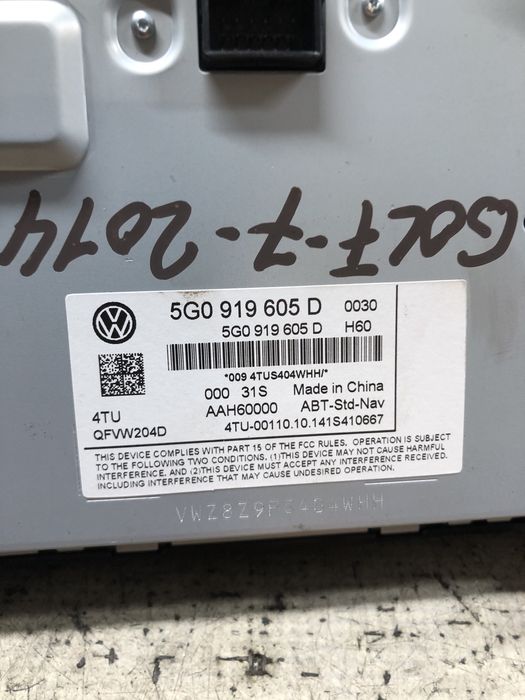 GOLF-7-2014
5G0 919 605 D 0030
5G0 919 605 D H60
*009 4TUS404WHH/*
000 31S Made in China
4TU AAH60000 ABT-Std-Nav
QFVW204D 4TU-00110.10.141S410667
THIS DEVICE COMPLIES WITH PART 15 OF THE FCC RULES. OPERATION IS SUBJECT
TO THE FOLLOWING TWO CONDITIONS. (1)THIS DEVICE MAY NOT CAUSE HARMFUL
INTERFERENCE. AND (2)THIS DEVICE MUST ACCEPT ANY INTERFERENCE RECEIVED.
INCLUDING INTERFERENCE THAT MAY CAUSE UNDESIRED OPERATION.